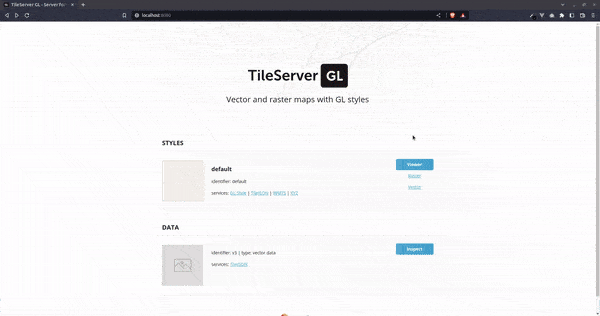 TileServer GL - Server for
localhost:8080
TileServer GL
Vector and raster maps with GL styles
STYLES
default
identifier: default
services: GL Style | TileJSON | WMTS | XYZ
Viewer
Raster
Vector
DATA
identifier: v3 | type: vector data
services: TileJSON
Inspect